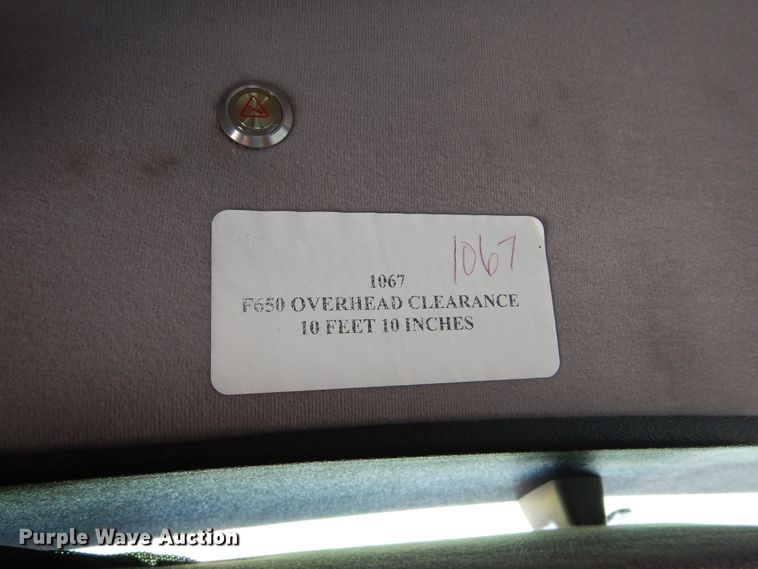 1067
1067
F650 OVERHEAD CLEARANCE
10 FEET 10 INCHES
Purple Wave Auction®